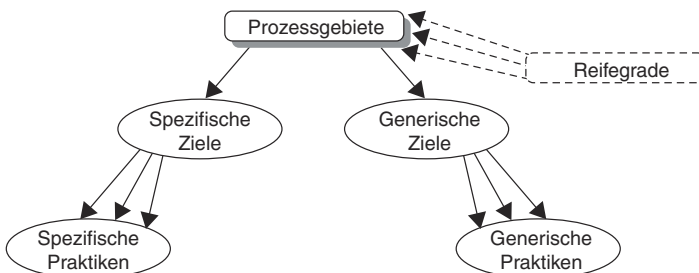 Prozessgebiete
Reifegrade
Spezifische
Ziele
Generische
Ziele
Spezifische
Praktiken
Generische
Praktiken